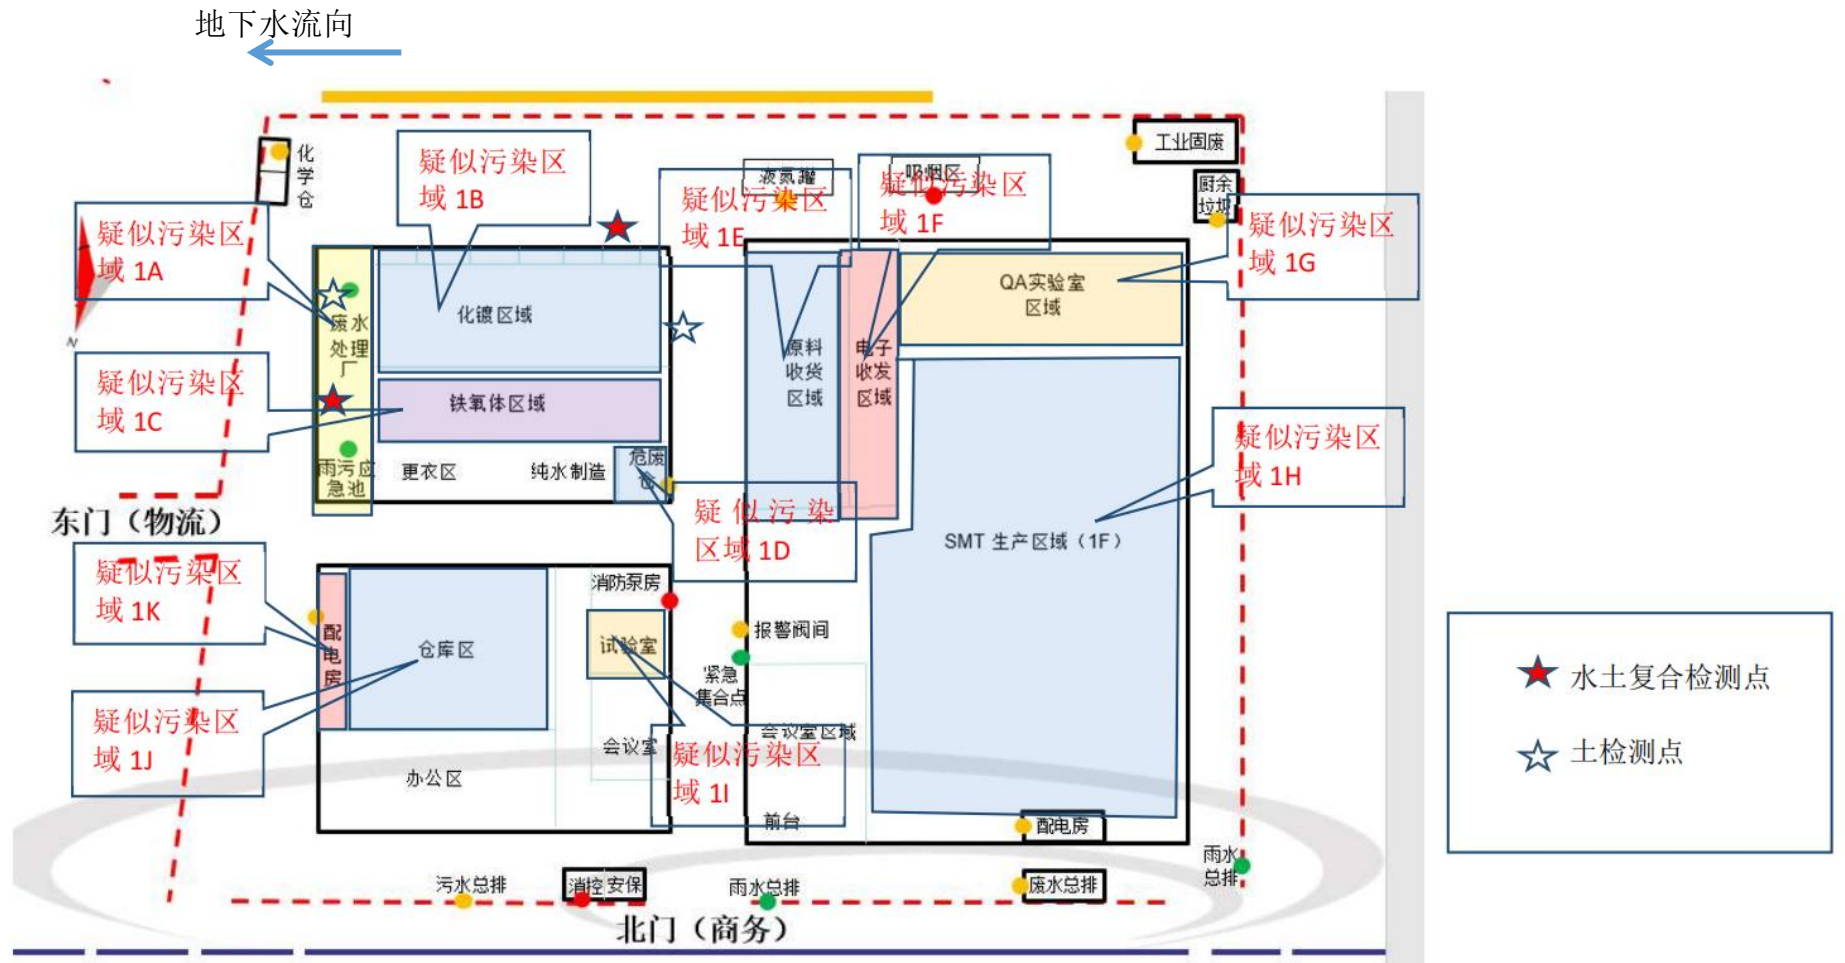 地下水流向
化
学
仓
疑似污染区
域 1B
液氮罐
疑似污染区
域 1E
吸烟区
疑似污染区
域 1F
工业固废
厨余
垃圾
疑似污染区
域 1G
疑似污染区
域 1A
N
废水
处理
厂
化镀区域
原料
收货
区域
电子
收发
区域
QA实验室
区域
疑似污染区
域 1C
铁氧体区域
雨污应
急池
更衣区
纯水制造
危废
仓
疑似污染区
域 1H
东门（物流）
疑似污染
区域 1D
SMT 生产区域（1F）
疑似污染区
域 1K
配
电
房
仓库区
消防泵房
试验室
报警阀间
紧急
集合点
疑似污染区
域 1J
办公区
会议室
会议室区域
疑似污染区
域 1I
前台
配电房
水土复合检测点
土检测点
污水总排
消控 安保
雨水总排
废水总排
雨水
总排
北门（商务）